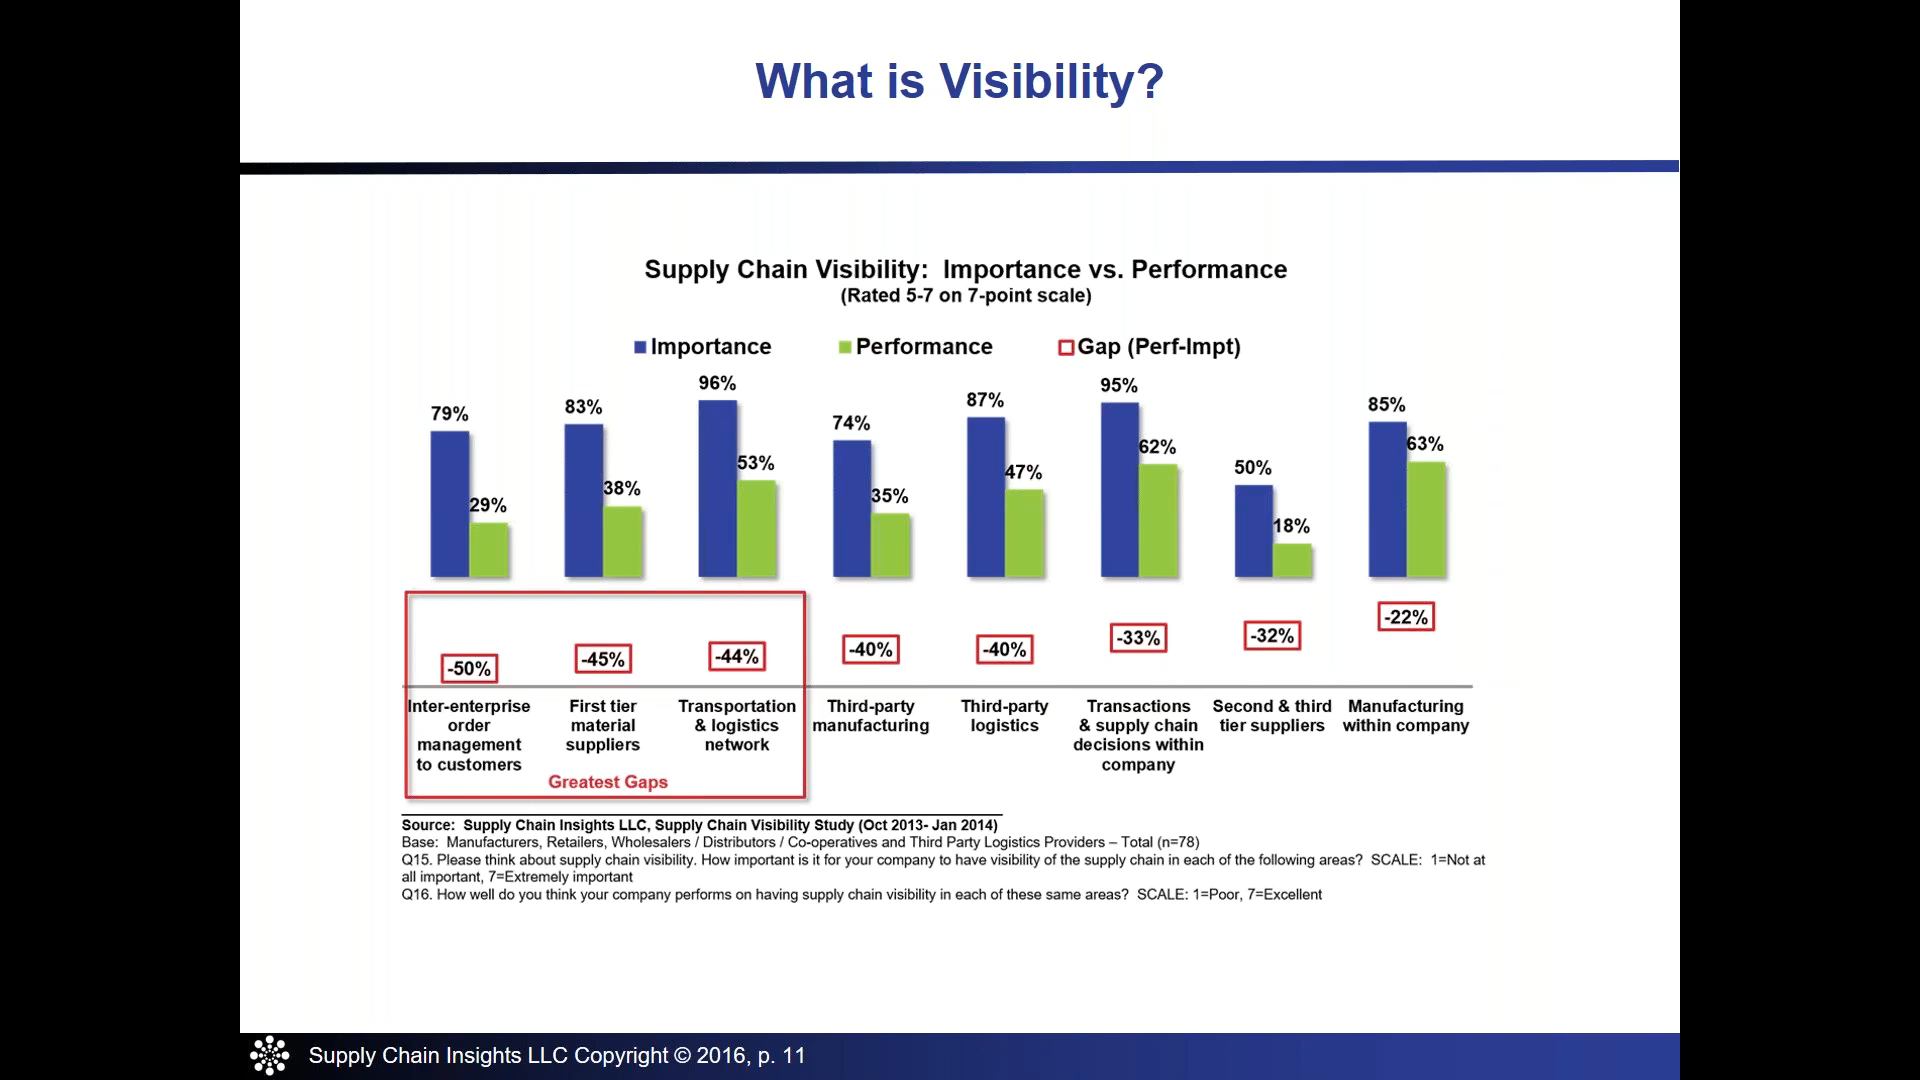 What is Visibility?
Supply Chain Visibility:  Importance vs. Performance
(Rated 5-7 on 7-point scale)
Importance
Performance
Gap (Perf-Impt)
79%
29%
83%
38%
96%
53%
74%
35%
87%
47%
95%
62%
50%
18%
85%
63%
-50%
-45%
-44%
-40%
-40%
-33%
-32%
-22%
Inter-enterprise
order
management
to customers
First tier
material
suppliers
Transportation
& logistics
network
Third-party
manufacturing
Third-party
logistics
Transactions
& supply chain
decisions within
company
Second & third
tier suppliers
Manufacturing
within company
Greatest Gaps
Source:  Supply Chain Insights LLC, Supply Chain Visibility Study (Oct 2013- Jan 2014)
Base:  Manufacturers, Retailers, Wholesalers / Distributors / Co-operatives and Third Party Logistics Providers – Total (n=78)
Q15. Please think about supply chain visibility. How important is it for your company to have visibility of the supply chain in each of the following areas?  SCALE:  1=Not at
all important, 7=Extremely important
Q16. How well do you think your company performs on having supply chain visibility in each of these same areas?  SCALE: 1=Poor, 7=Excellent
Supply Chain Insights LLC Copyright © 2016, p. 11